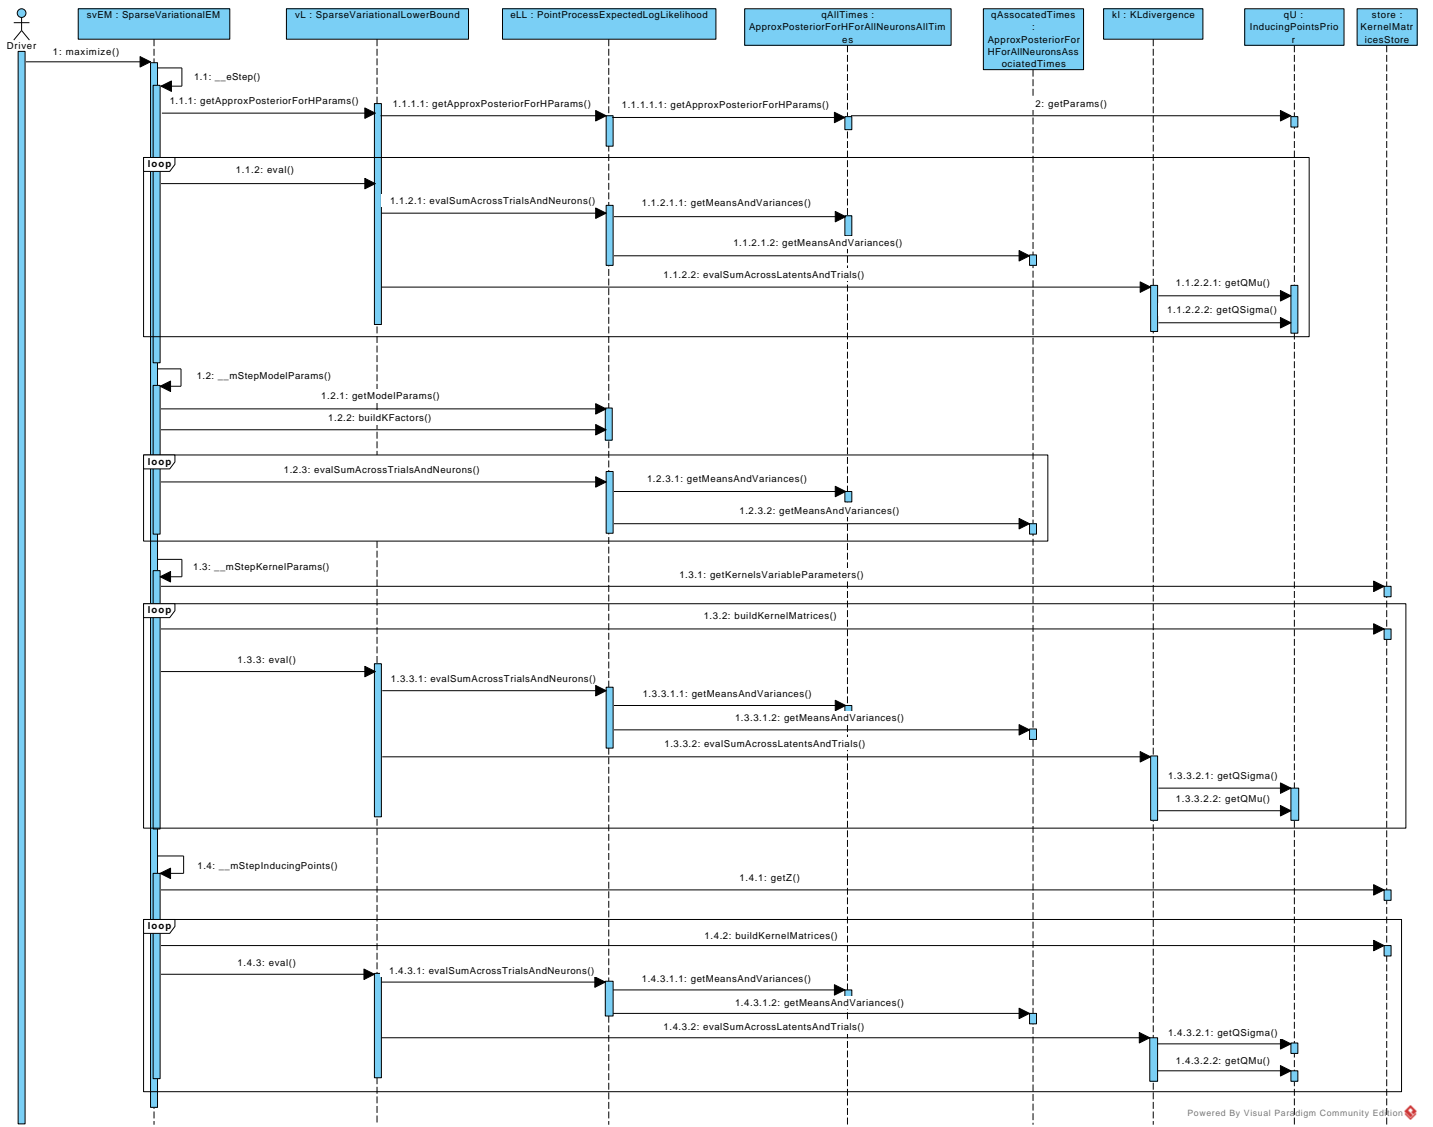 svEM : SparseVariationalEM
vL : SparseVariationalLowerBound
eLL : PointProcessExpectedLogLikelihood
qAllTimes :
ApproxPosteriorForHForAllNeuronsAllTim
es
qAssocatedTimes
:
ApproxPosteriorFor
HForAllNeuronsAss
ociatedTimes
kl : KLdivergence
qU :
InducingPointsPrio
r
store :
KernelMatr
icesStore
Driver
1: maximize()
1.1: __eStep()
1.1.1: getApproxPosteriorForHParams()
1.1.1.1: getApproxPosteriorForHParams()
1.1.1.1.1: getApproxPosteriorForHParams()
2: getParams()
loop
1.1.2: eval()
1.1.2.1: evalSumAcrossTrialsAndNeurons()
1.1.2.1.1: getMeansAndVariances()
1.1.2.1.2: getMeansAndVariances()
1.1.2.2: evalSumAcrossLatentsAndTrials()
1.1.2.2.1: getQMu()
1.1.2.2.2: getQSigma()
1.2: __mStepModelParams()
1.2.1: getModelParams()
1.2.2: buildKFactors()
loop
1.2.3: evalSumAcrossTrialsAndNeurons()
1.2.3.1: getMeansAndVariances()
1.2.3.2: getMeansAndVariances()
1.3: __mStepKernelParams()
1.3.1: getKernelsVariableParameters()
loop
1.3.2: buildKernelMatrices()
1.3.3: eval()
1.3.3.1: evalSumAcrossTrialsAndNeurons()
1.3.3.1.1: getMeansAndVariances()
1.3.3.1.2: getMeansAndVariances()
1.3.3.2: evalSumAcrossLatentsAndTrials()
1.3.3.2.1: getQSigma()
1.3.3.2.2: getQMu()
1.4: __mStepInducingPoints()
1.4.1: getZ()
loop
1.4.2: buildKernelMatrices()
1.4.3: eval()
1.4.3.1: evalSumAcrossTrialsAndNeurons()
1.4.3.1.1: getMeansAndVariances()
1.4.3.1.2: getMeansAndVariances()
1.4.3.2: evalSumAcrossLatentsAndTrials()
1.4.3.2.1: getQSigma()
1.4.3.2.2: getQMu()
Powered By Visual Paradigm Community Edition